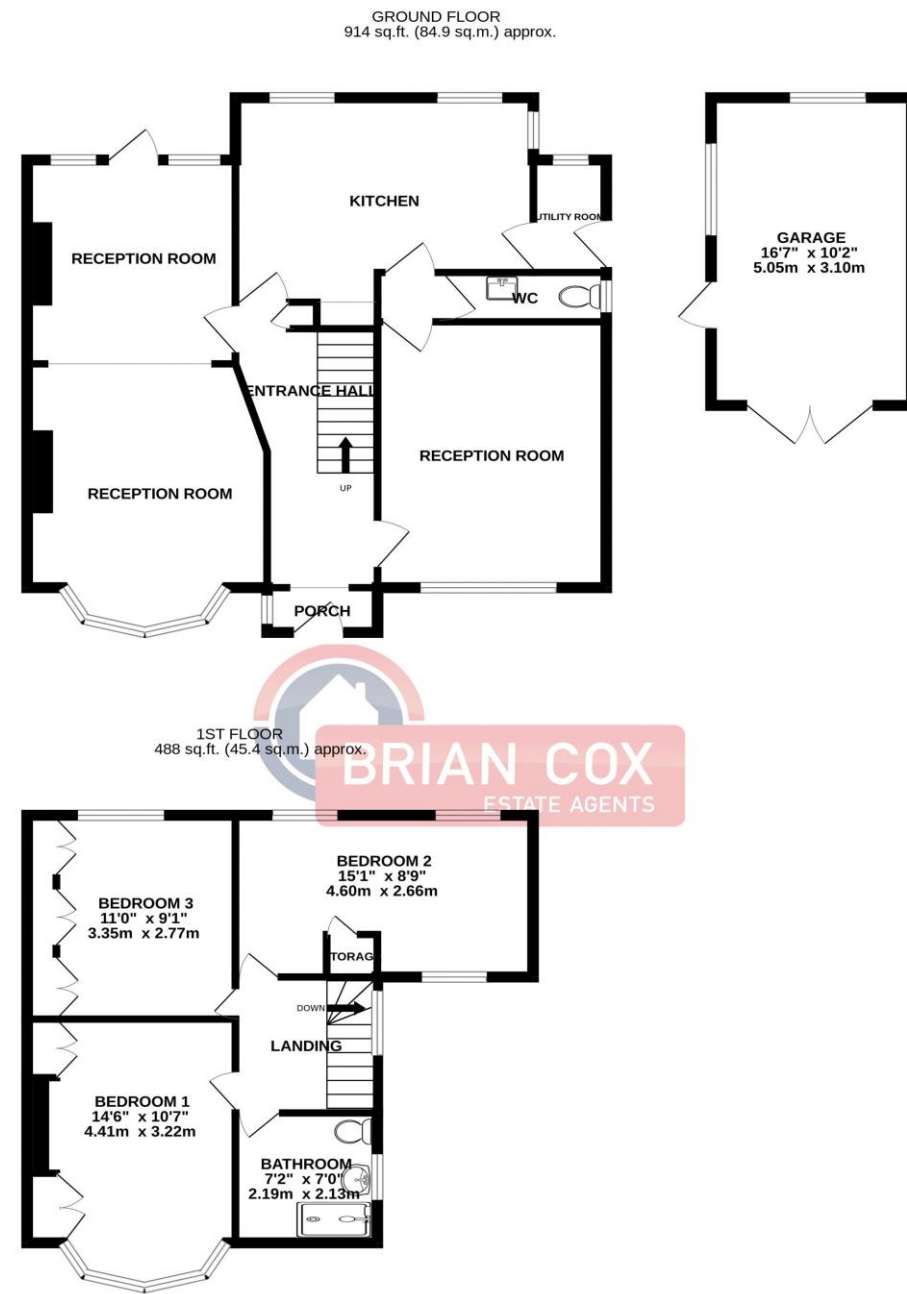 GROUND FLOOR
914 sq.ft. (84.9 sq.m.) approx.
KITCHEN
UTILITY ROOM
RECEPTION ROOM
GARAGE
16'7" x 10'2"
5.05m x 3.10m
WC
ENTRANCE HALL
RECEPTION ROOM
RECEPTION ROOM
UP
PORCH
1ST FLOOR
488 sq.ft. (45.4 sq.m.) approx.
BRIAN COX
ESTATE AGENTS
BEDROOM 2
15'1" x 8'9"
4.60m x 2.66m
BEDROOM 3
11'0" x 9'1"
3.35m x 2.77m
TORAG
DOWN
LANDING
BEDROOM 1
14'6" x 10'7"
4.41m x 3.22m
BATHROOM
7'2" x 7'0"
2.19m x 2.13m